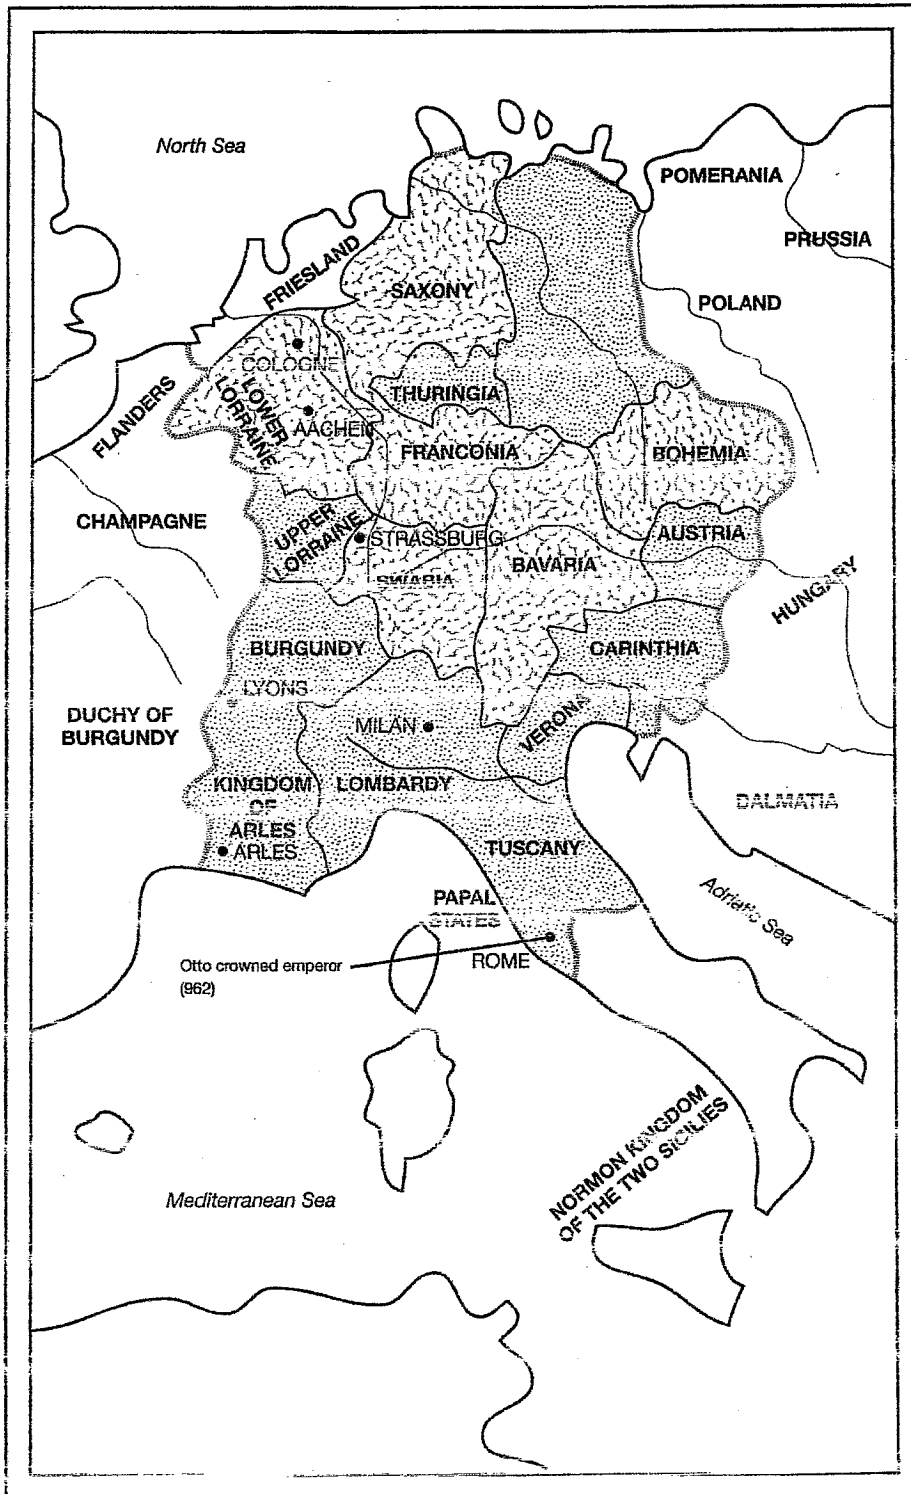 North Sea
POMERANIA
PRUSSIA
FRIESLAND
SAXONY
POLAND
COLOGNE
THURINGIA
FLANDERS
LOWER
LORRAINE
AACHEN
FRANCONIA
BOHEMIA
CHAMPAGNE
UPPER
LORRAINE
STRASSBURG
AUSTRIA
SWABIA
BAVARIA
HUNGARY
BURGUNDY
CARINTHIA
LYONS
DUCHY OF
BURGUNDY
MILAN
VERONA
KINGDOM
OF
ARLES
ARLES
LOMBARDY
DALMATIA
TUSCANY
Adriatic Sea
PAPAL
STATES
ROME
Otto crowned emperor
(962)
NORMON KINGDOM
OF THE TWO SICILIES
Mediterranean Sea